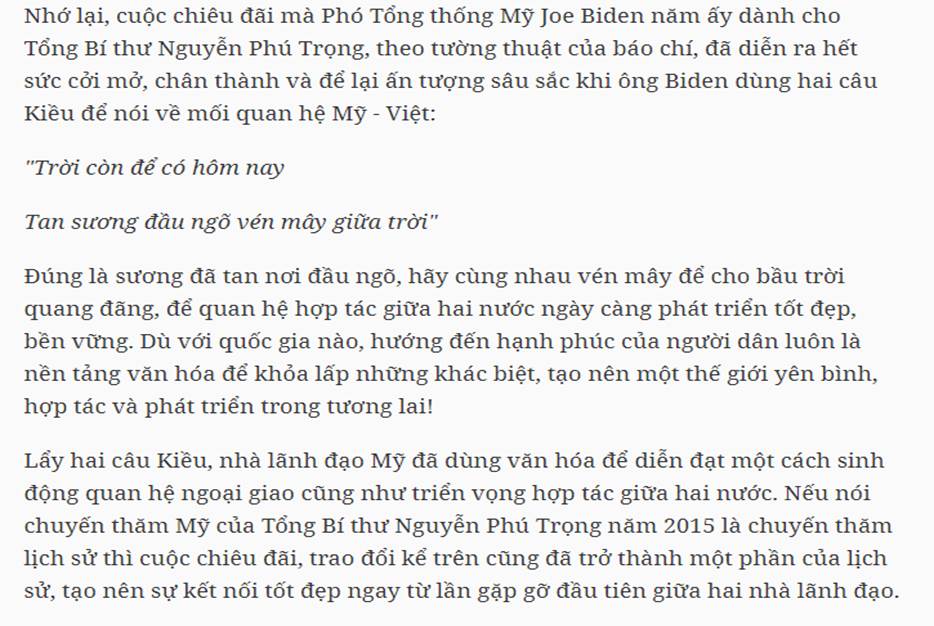 Nhớ lại, cuộc chiêu đãi mà Phó Tổng thống Mỹ Joe Biden năm ấy dành cho
Tổng Bí thư Nguyễn Phú Trọng, theo tường thuật của báo chí, đã diễn ra hết
sức cởi mở, chân thành và để lại ấn tượng sâu sắc khi ông Biden dùng hai câu
Kiều để nói về mối quan hệ Mỹ - Việt:
"Trời còn để có hôm nay
Tan sương đầu ngõ vén mây giữa trời"
Đúng là sương đã tan nơi đầu ngõ, hãy cùng nhau vén mây để cho bầu trời
quang đãng, để quan hệ hợp tác giữa hai nước ngày càng phát triển tốt đẹp,
bền vững. Dù với quốc gia nào, hướng đến hạnh phúc của người dân luôn là
nền tảng văn hóa để khỏa lấp những khác biệt, tạo nên một thế giới yên bình,
hợp tác và phát triển trong tương lai!
Lẩy hai câu Kiều, nhà lãnh đạo Mỹ đã dùng văn hóa để diễn đạt một cách sinh
động quan hệ ngoại giao cũng như triển vọng hợp tác giữa hai nước. Nếu nói
chuyến thăm Mỹ của Tổng Bí thư Nguyễn Phú Trọng năm 2015 là chuyến thăm
lịch sử thì cuộc chiêu đãi, trao đổi kể trên cũng đã trở thành một phần của lịch
sử, tạo nên sự kết nối tốt đẹp ngay từ lần gặp gỡ đầu tiên giữa hai nhà lãnh đạo.